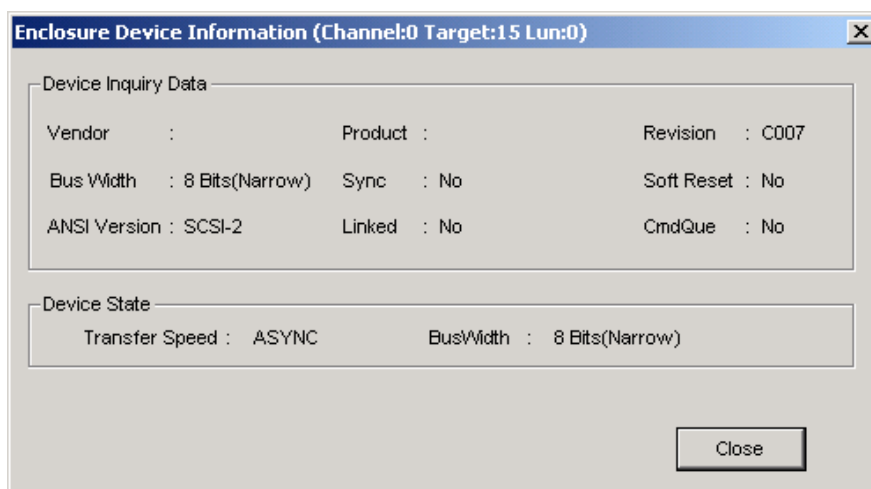 Enclosure Device Information (Channel:0 Target:15 Lun:0)
Device Inquiry Data
Vendor : Product : Revision : C007
Bus Width : 8 Bits(Narrow) Sync : No Soft Reset : No
ANSI Version : SCSI-2 Linked : No CmdQue : No
Device State
Transfer Speed : ASYNC BusWidth : 8 Bits(Narrow)
Close